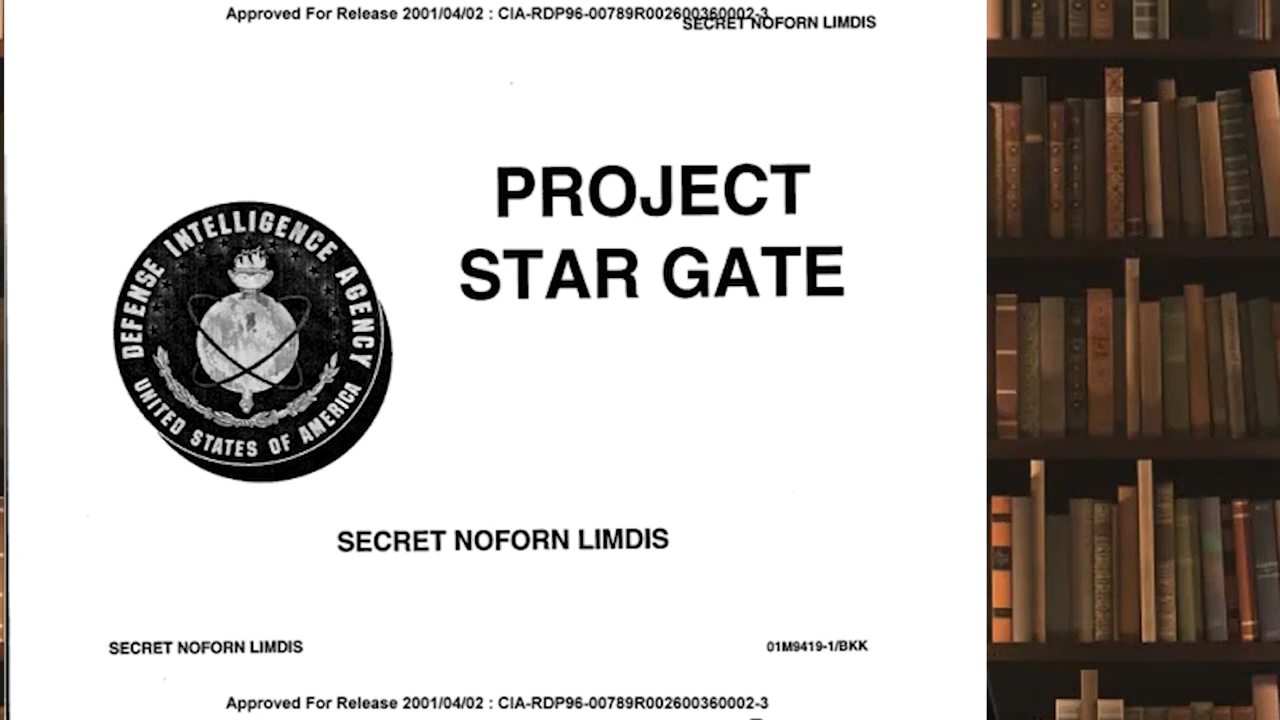 Approved For Release 2001/04/02 : CIA-RDP96-00789R002600360002-3
SECRET NOFORN LIMDIS
PROJECT
STAR GATE
DEFENSE INTELLIGENCE AGENCY
UNITED STATES OF AMERICA
SECRET NOFORN LIMDIS
SECRET NOFORN LIMDIS
01M9419-1/BKK
Approved For Release 2001/04/02 : CIA-RDP96-00789R002600360002-3